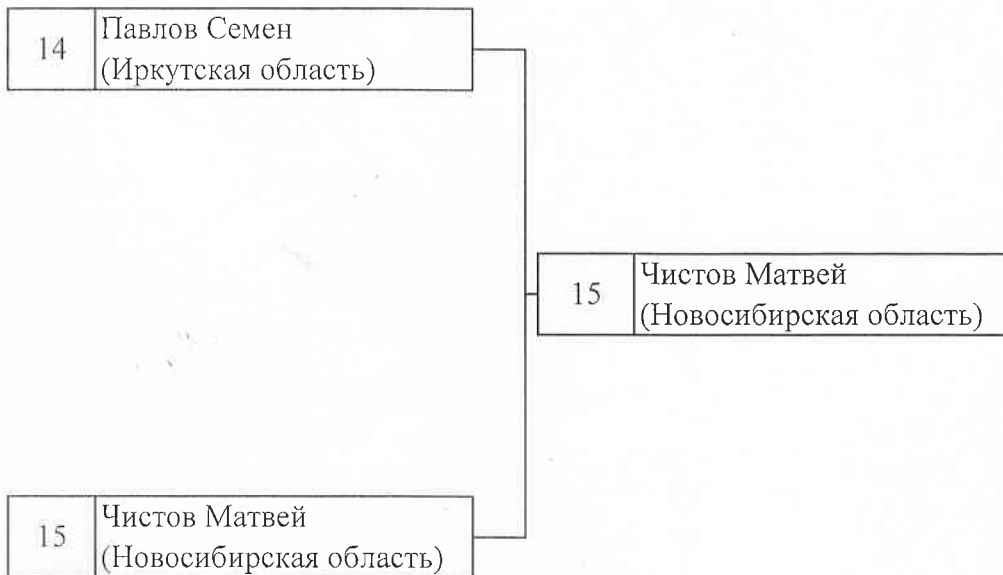 14
Павлов Семен
(Иркутская область)
15
Чистов Матвей
(Новосибирская область)
15
Чистов Матвей
(Новосибирская область)